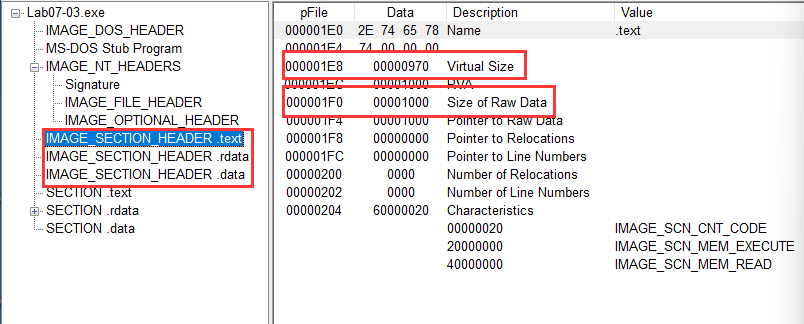 Lab07-03.exe
IMAGE_DOS_HEADER
MS-DOS Stub Program
IMAGE_NT_HEADERS
Signature
IMAGE_FILE_HEADER
IMAGE_OPTIONAL_HEADER
IMAGE_SECTION_HEADER .text
IMAGE_SECTION_HEADER .rdata
IMAGE_SECTION_HEADER .data
SECTION .text
SECTION .rdata
SECTION .data
pFile Data Description Value
000001E0 2E 74 65 78 Name .text
000001E4 74 00 00 00
000001E8 00000970 Virtual Size
000001EC 00001000 RVA
000001F0 00001000 Size of Raw Data
000001F4 00001000 Pointer to Raw Data
000001F8 00000000 Pointer to Relocations
000001FC 00000000 Pointer to Line Numbers
00000200 0000 Number of Relocations
00000202 0000 Number of Line Numbers
00000204 60000020 Characteristics
00000020 IMAGE_SCN_CNT_CODE
20000000 IMAGE_SCN_MEM_EXECUTE
40000000 IMAGE_SCN_MEM_READ